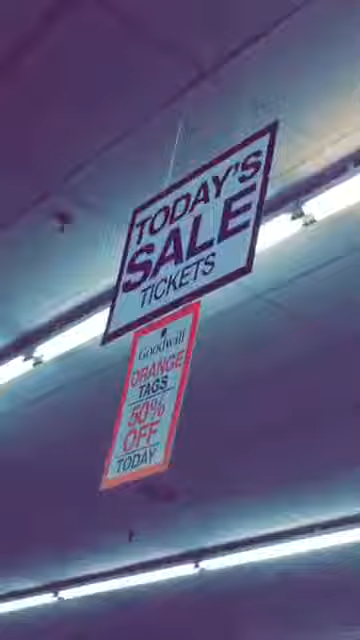 TODAY'S
SALE
TICKETS
Goodwill
ORANGE
TAGS
50%
OFF
TODAY